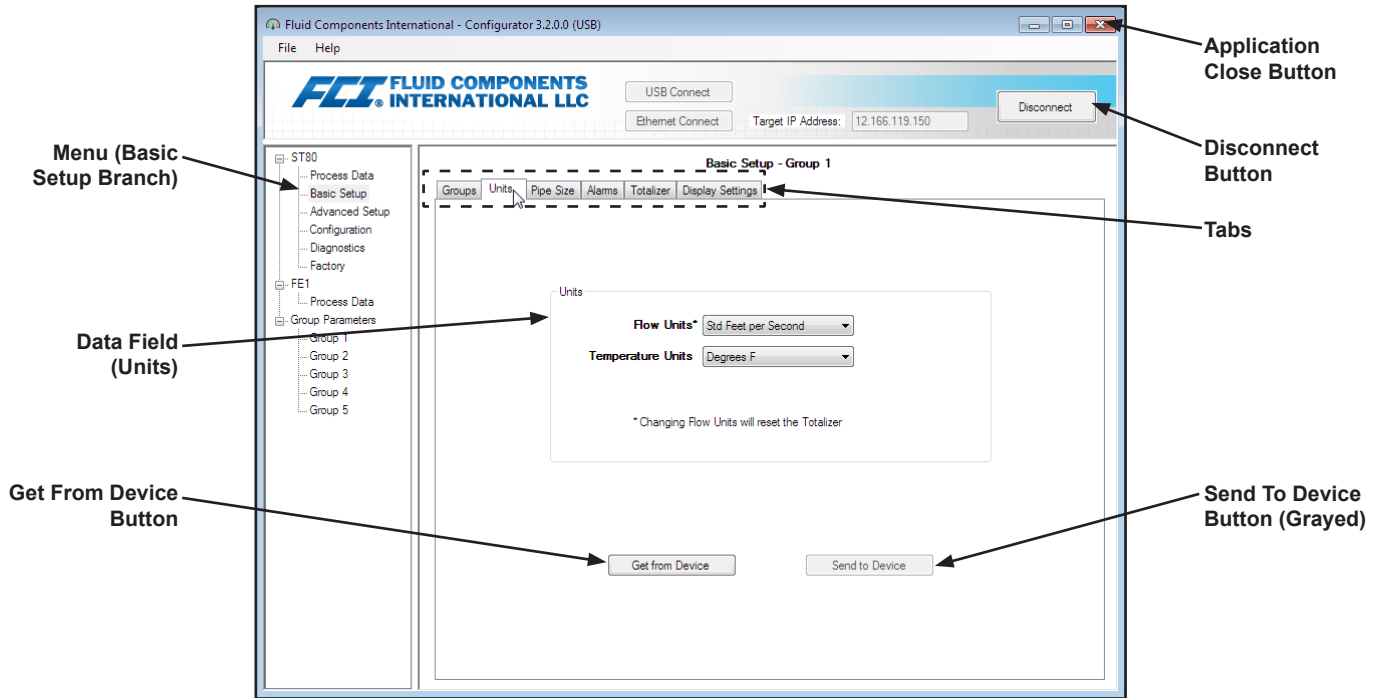 Fluid Components International - Configurator 3.2.0.0 (USB)
File Help
FCI® FLUID COMPONENTS
INTERNATIONAL LLC
USB Connect
Ethernet Connect
Target IP Address: 12.166.119.150
Disconnect
ST80
Process Data
Basic Setup
Advanced Setup
Configuration
Diagnostics
Factory
FE1
Process Data
Group Parameters
Group 1
Group 2
Group 3
Group 4
Group 5
Basic Setup - Group 1
Groups Units Pipe Size Alarms Totalizer Display Settings
Units
Flow Units* Std Feet per Second
Temperature Units Degrees F
* Changing Flow Units will reset the Totalizer
Get from Device
Send to Device
Menu (Basic
Setup Branch)
Data Field
(Units)
Get From Device
Button
Application
Close Button
Disconnect
Button
Tabs
Send To Device
Button (Grayed)